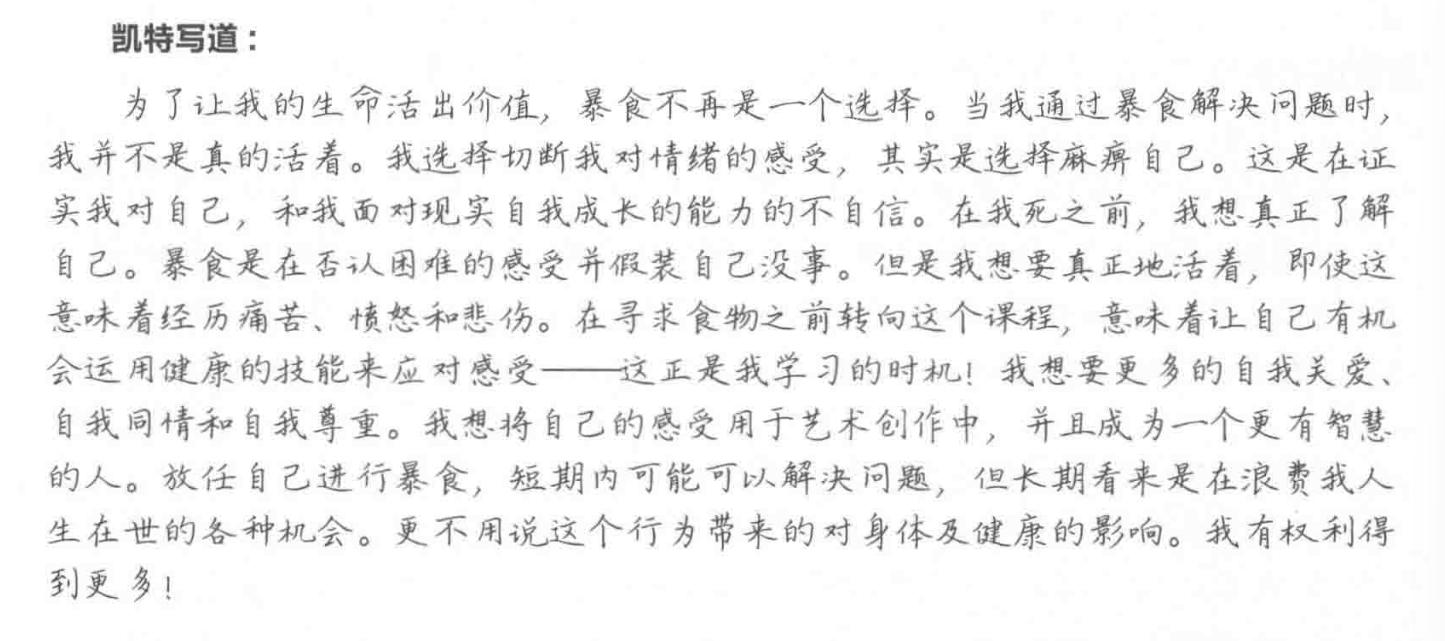 凯特写道：
为了让我的生命活出价值，暴食不再是一个选择。当我通过暴食解决问题时，
我并不是真的活着。我选择切断我对情绪的感受，其实是选择麻痹自己。这是在证
实我对自己，和我面对现实自我成长的能力的不自信。在我死之前，我想真正了解
自己。暴食是在否认困难的感受并假装自己没事。但是我想要真正地活着，即使这
意味着经历痛苦、愤怒和悲伤。在寻求食物之前转向这个课程，意味着让自己有机
会运用健康的技能来应对感受——这正是我学习的时机！我想要更多的自我关爱、
自我同情和自我尊重。我想将自己的感受用于艺术创作中，并且成为一个更有智慧
的人。放任自己进行暴食，短期内可能可以解决问题，但长期看来是在浪费我人
生在世的各种机会。更不用说这个行为带来的对身体及健康的影响。我有权利得
到更多！